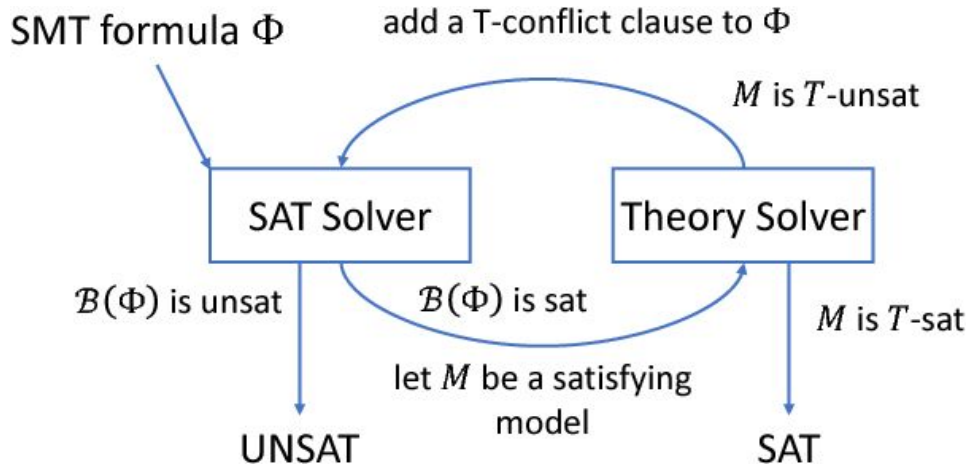 SMT formula Φ
add a T-conflict clause to Φ
M is T-unsat
SAT Solver
Theory Solver
ℬ(Φ) is unsat
ℬ(Φ) is sat
M is T-sat
let M be a satisfying
model
UNSAT
SAT